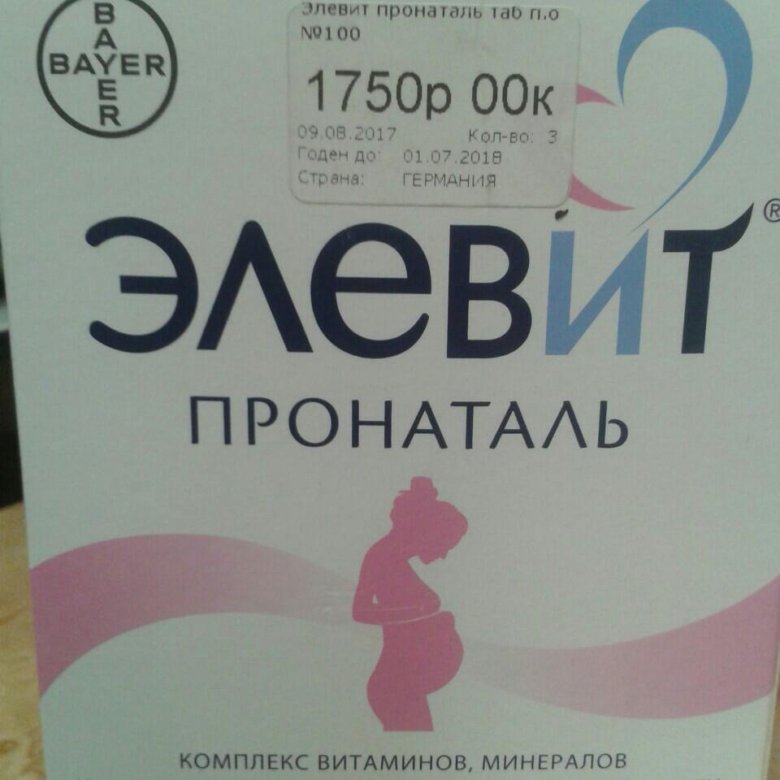 BAYER
BAYER
Элевит пронаталь таб п.о
№100
1750р 00к
09.08.2017 Кол-во: 3
Годен до: 01.07.2018
Страна: ГЕРМАНИЯ
ЭЛЕВИТ®
ПРОНАТАЛЬ
КОМПЛЕКС ВИТАМИНОВ, МИНЕРАЛОВ